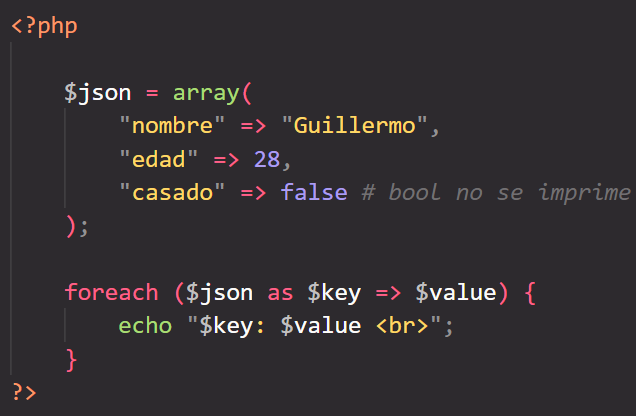 <?php
$json = array(
"nombre" => "Guillermo",
"edad" => 28,
"casado" => false # bool no se imprime
);
foreach ($json as $key => $value) {
echo "$key: $value <br>";
}
?>